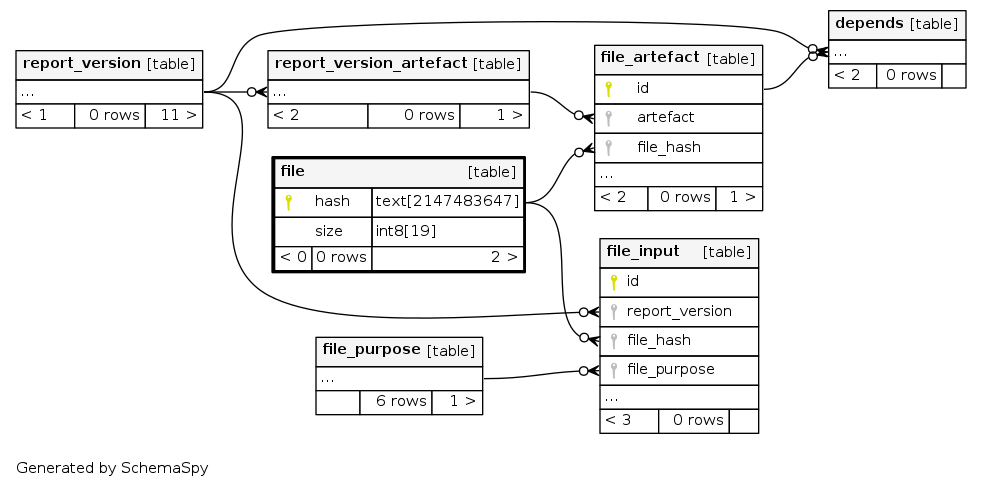 depends [table]
...
< 2 0 rows
report_version [table]
...
< 1 0 rows 11 >
report_version_artefact [table]
...
< 2 0 rows 1 >
file_artefact [table]
id
artefact
file_hash
...
< 2 0 rows 1 >
file [table]
hash text[2147483647]
size int8[19]
< 0 0 rows 2 >
file_input [table]
id
report_version
file_hash
file_purpose
...
< 3 0 rows
file_purpose [table]
...
6 rows 1 >
Generated by SchemaSpy